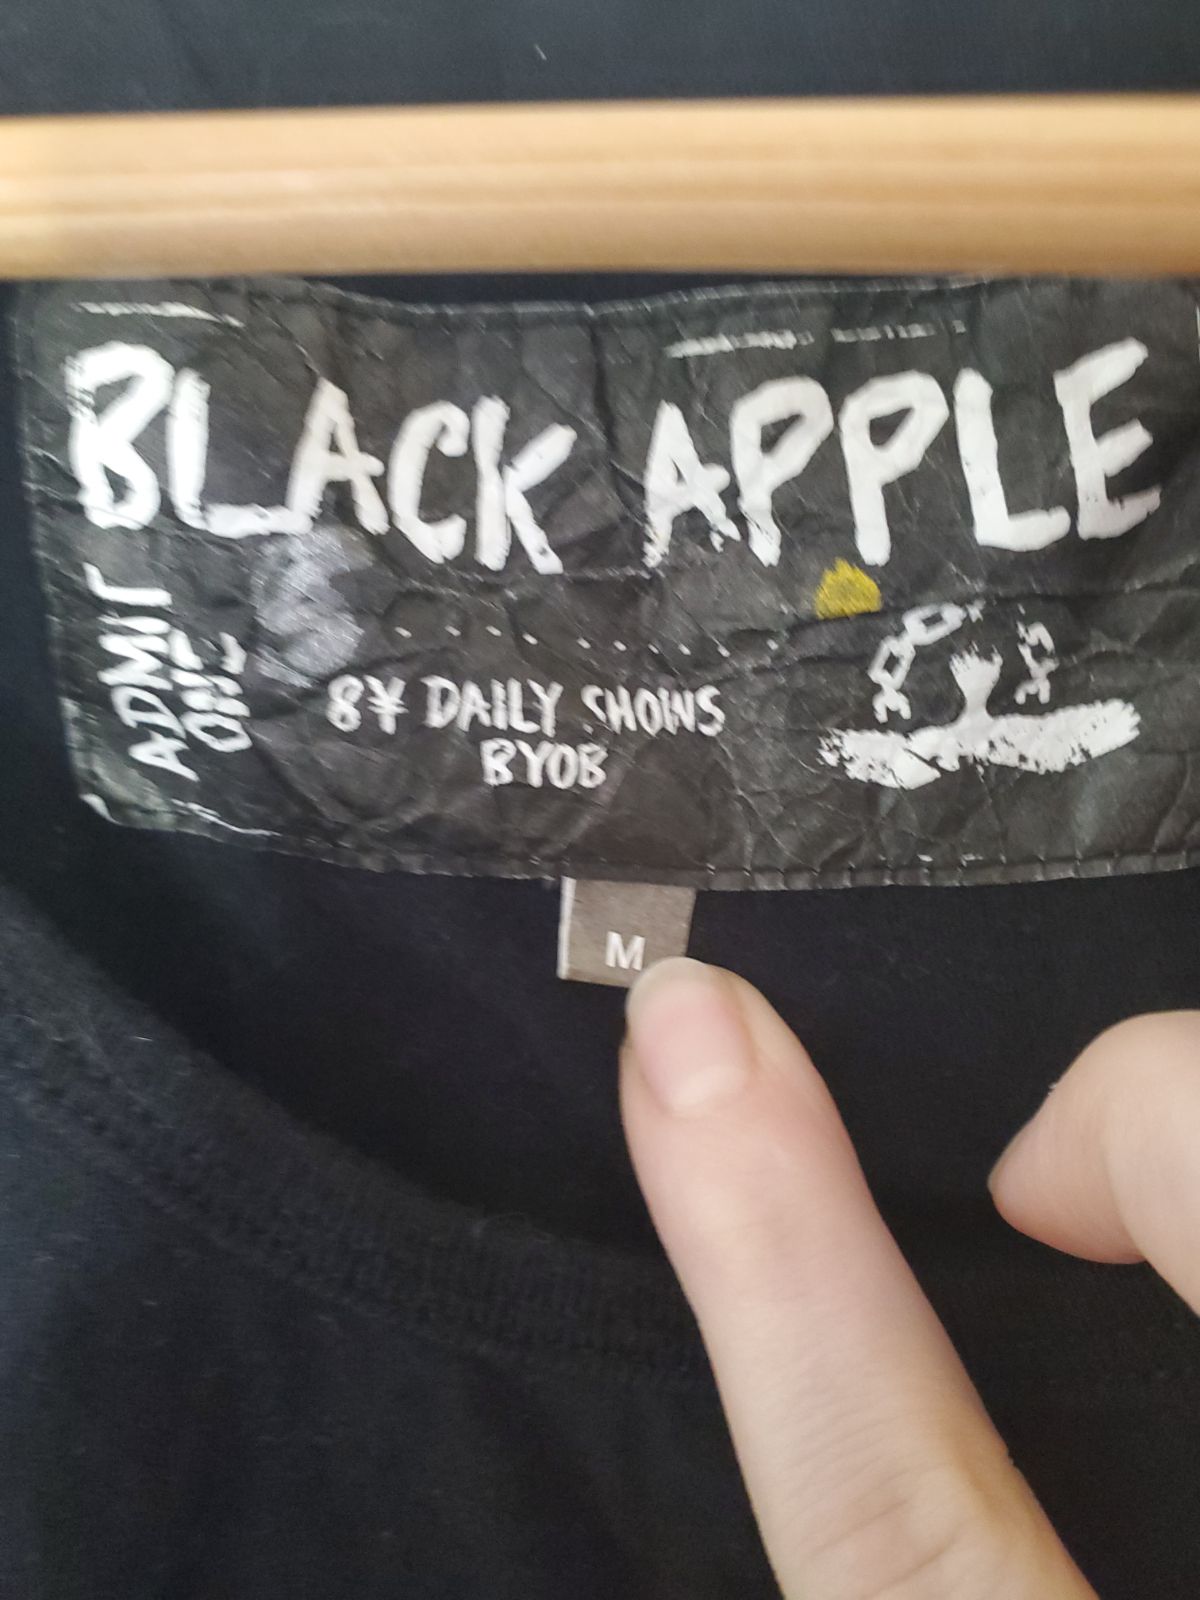 BLACK APPLE
ADMIT
ONE
8¥ DAILY SHOWS
BYOB
M